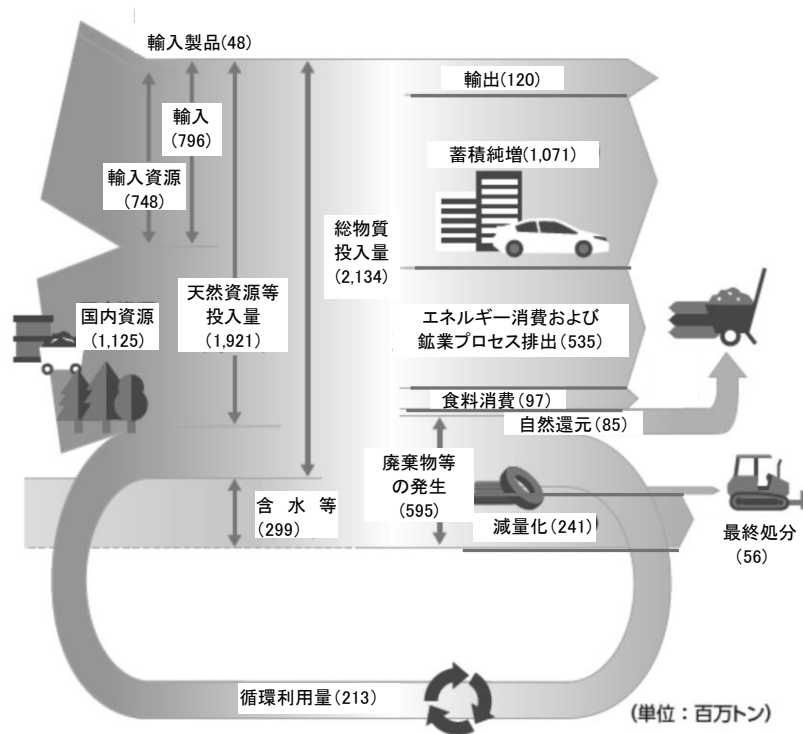 輸入製品(48)
輸入
(796)
輸入資源
(748)
国内資源
(1,125)
天然資源等
投入量
(1,921)
総物質
投入量
(2,134)
含水等
(299)
輸出(120)
蓄積純増(1,071)
エネルギー消費および
鉱業プロセス排出(535)
食料消費(97)
自然還元(85)
廃棄物等
の発生
(595)
減量化(241)
最終処分
(56)
循環利用量(213)
(単位：百万トン)